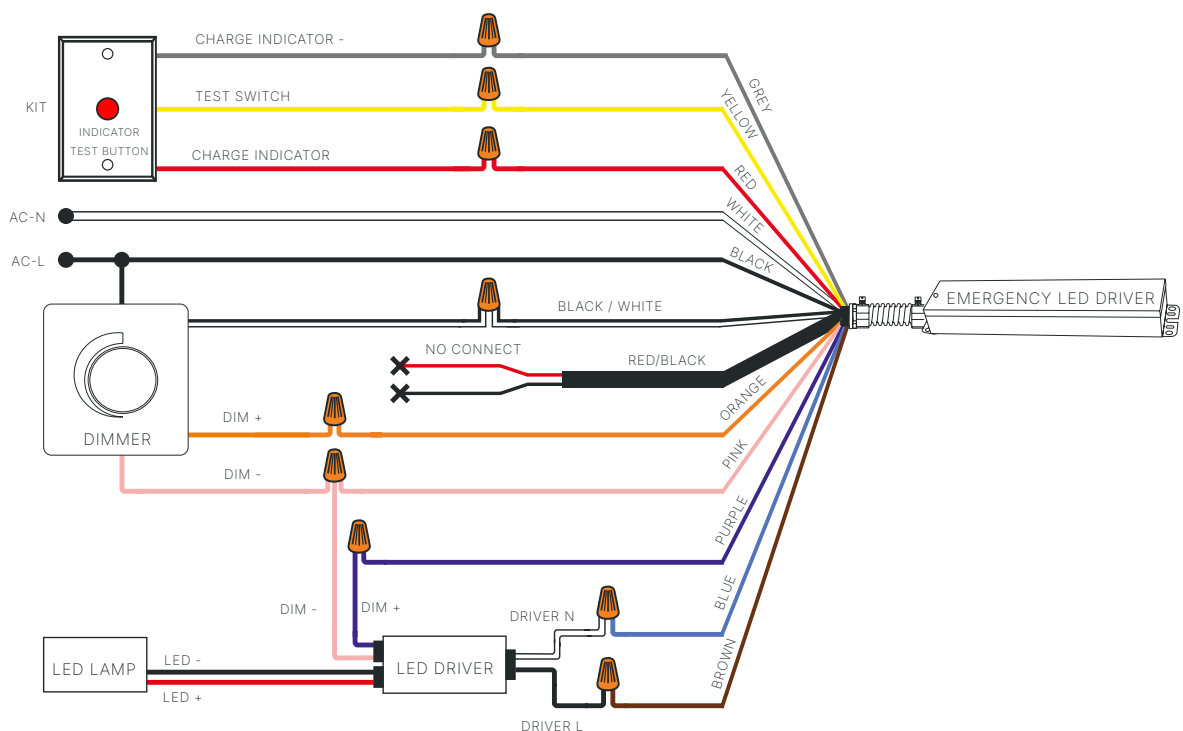 CHARGE INDICATOR -
GREY
KIT
TEST SWITCH
YELLOW
INDICATOR
TEST BUTTON
CHARGE INDICATOR
RED
AC-N
WHITE
AC-L
BLACK
EMERGENCY LED DRIVER
BLACK / WHITE
NO CONNECT
RED/BLACK
DIM +
ORANGE
DIMMER
DIM -
PINK
PURPLE
DIM -
DIM +
DRIVER N
BLUE
LED LAMP
LED -
LED DRIVER
BROWN
LED +
DRIVER L